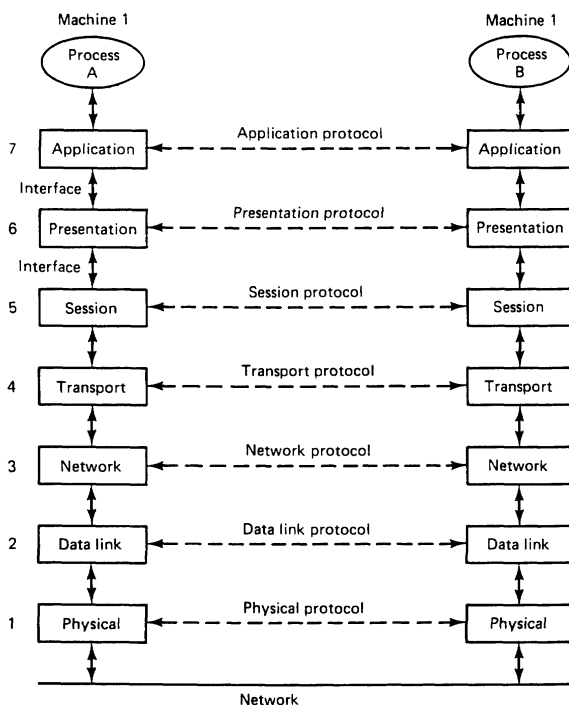 Machine 1 Machine 1
Process Process
A B
Application protocol
7 Application Application
Interface
Presentation protocol
6 Presentation Presentation
Interface
Session protocol
5 Session Session
Transport protocol
4 Transport Transport
Network protocol
3 Network Network
Data link protocol
2 Data link Data link
Physical protocol
1 Physical Physical
Network